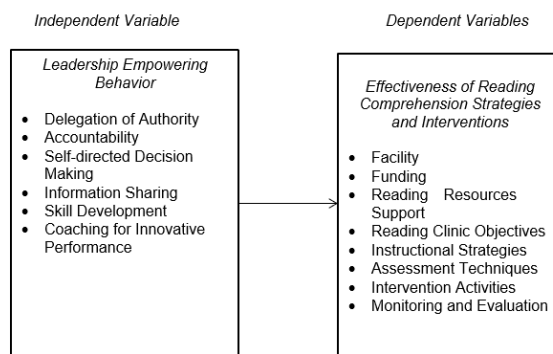 Independent Variable
Leadership Empowering
Behavior
• Delegation of Authority
• Accountability
• Self-directed Decision
Making
• Information Sharing
• Skill Development
• Coaching for Innovative
Performance
Dependent Variables
Effectiveness of Reading
Comprehension Strategies
and Interventions
• Facility
• Funding
• Reading Resources
Support
• Reading Clinic Objectives
• Instructional Strategies
• Assessment Techniques
• Intervention Activities
• Monitoring and Evaluation